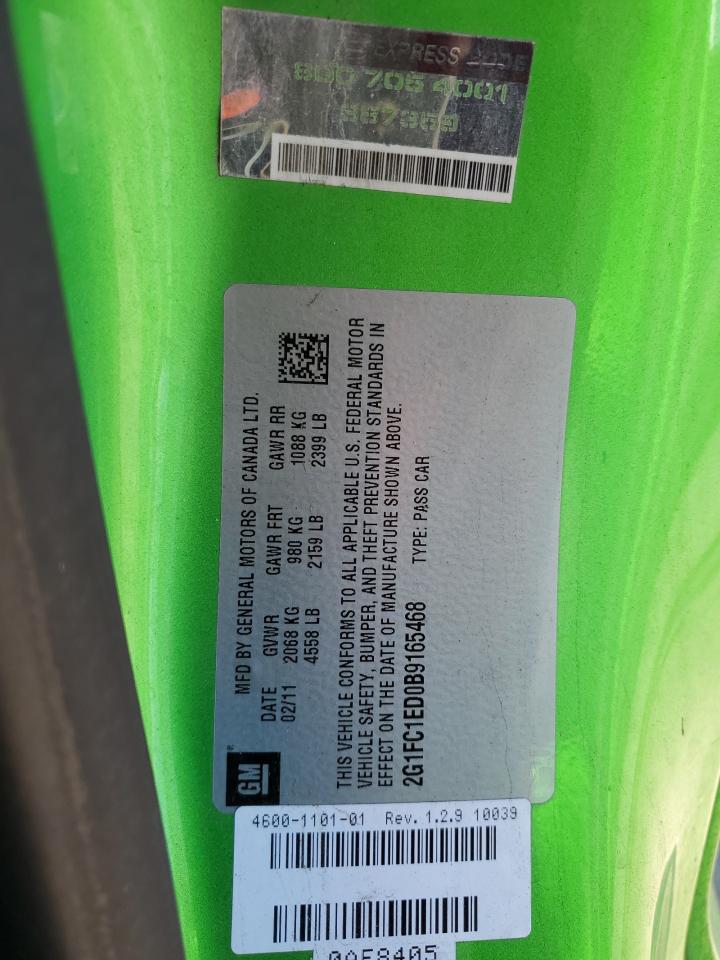 EXPRESS CODE
800 706 4001
987369
MFD BY GENERAL MOTORS OF CANADA LTD.
DATE GVWR GAWR FRT GAWR RR
02/11 2068 KG 980 KG 1088 KG
4558 LB 2159 LB 2399 LB
THIS VEHICLE CONFORMS TO ALL APPLICABLE U.S. FEDERAL MOTOR
VEHICLE SAFETY, BUMPER, AND THEFT PREVENTION STANDARDS IN
EFFECT ON THE DATE OF MANUFACTURE SHOWN ABOVE.
2G1FC1ED0B9165468 TYPE: PASS CAR
GM
4600-1101-01 Rev. 1.2.9 10039